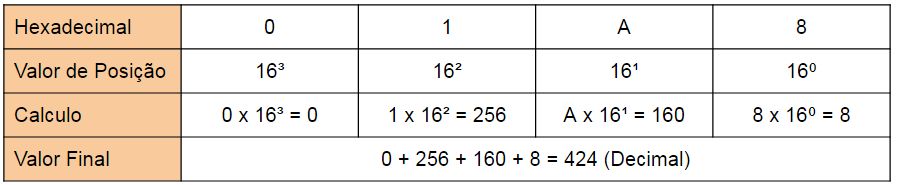 Hexadecimal 0 1 A 8
Valor de Posição 16³ 16² 16¹ 16⁰
Calculo 0 x 16³ = 0 1 x 16² = 256 A x 16¹ = 160 8 x 16⁰ = 8
Valor Final 0 + 256 + 160 + 8 = 424 (Decimal)